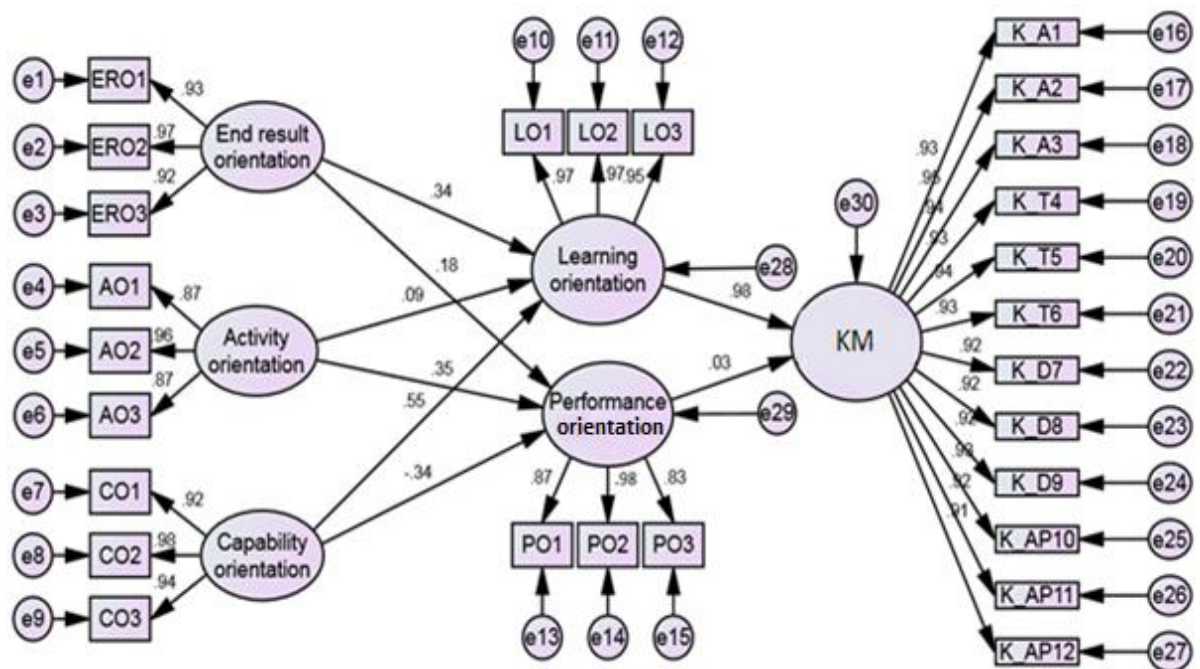 e1
ERO1
.93
e2
ERO2
.97
e3
ERO3
.92
End result
orientation
e4
AO1
.87
e5
AO2
.96
e6
AO3
.87
Activity
orientation
e7
CO1
.92
e8
CO2
.98
e9
CO3
.94
Capability
orientation
.34
.18
.09
.35
.55
-.34
e10
e11
e12
LO1
LO2
LO3
.97
.97
.95
Learning
orientation
e28
.98
Performance
orientation
e29
.03
.87
.98
.83
PO1
PO2
PO3
e13
e14
e15
e30
KM
.93
.94
.93
.94
.93
.92
.92
.92
.91
K_A1
e16
K_A2
e17
K_A3
e18
K_T4
e19
K_T5
e20
K_T6
e21
K_D7
e22
K_D8
e23
K_D9
e24
K_AP10
e25
K_AP11
e26
K_AP12
e27